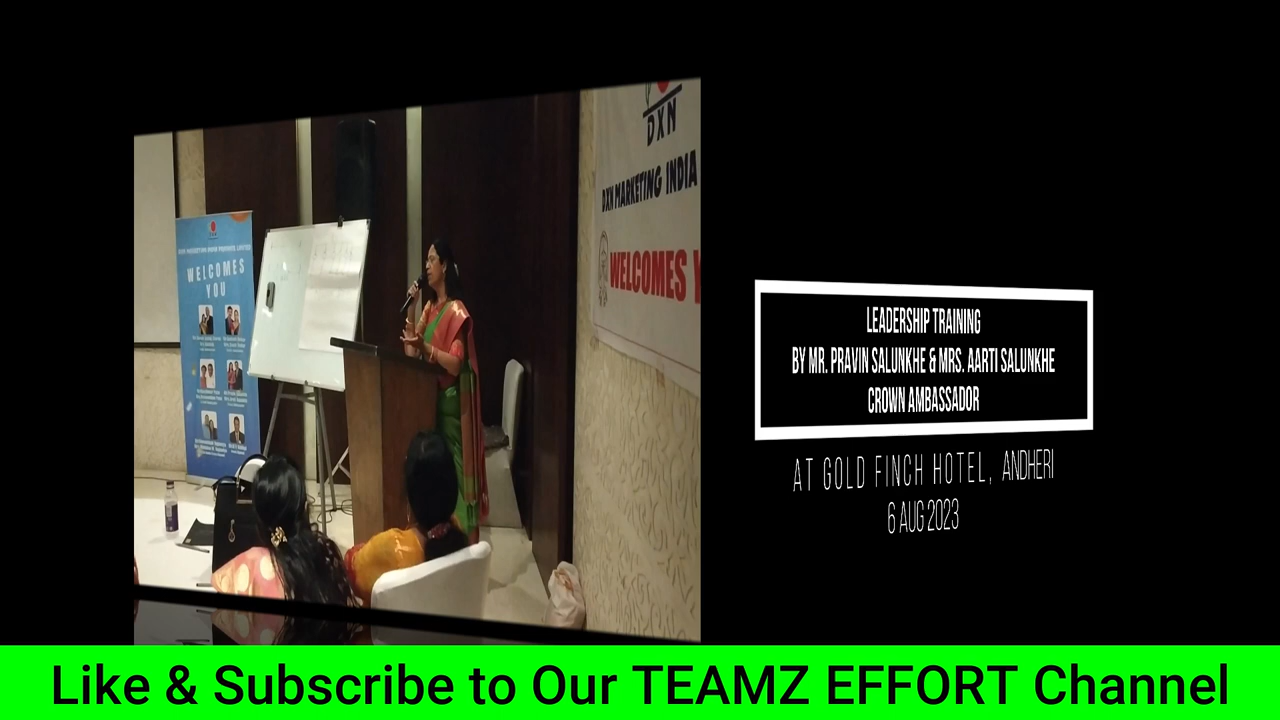 DXN
DXN MARKETING INDIA
WELCOMES Y
WELCOMES
YOU
LEADERSHIP TRAINING
BY MR. PRAVIN SALUNKHE & MRS. AARTI SALUNKHE
CROWN AMBASSADOR
AT GOLD FINCH HOTEL, ANDHERI
6 AUG 2023
Like & Subscribe to Our TEAMZ EFFORT Channel